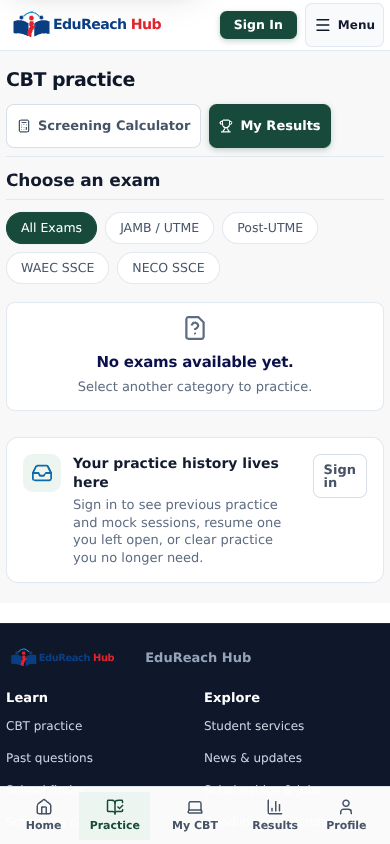 EduReach Hub
Sign In
Menu
CBT practice
Screening Calculator
My Results
Choose an exam
All Exams
JAMB / UTME
Post-UTME
WAEC SSCE
NECO SSCE
No exams available yet.
Select another category to practice.
Your practice history lives
here
Sign in to see previous practice
and mock sessions, resume one
you left open, or clear practice
you no longer need.
Sign
in
EduReach Hub
EduReach Hub
Learn
Explore
CBT practice
Student services
Past questions
News & updates
Home
Practice
My CBT
Results
Profile